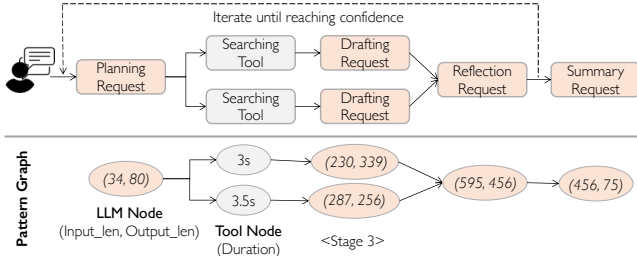 Iterate until reaching confidence
Planning
Request
Searching
Tool
Drafting
Request
Searching
Tool
Drafting
Request
Reflection
Request
Summary
Request
Pattern Graph
(34, 80)
LLM Node
(Input_len, Output_len)
3s
3.5s
Tool Node
(Duration)
(230, 339)
(287, 256)
<Stage 3>
(595, 456)
(456, 75)